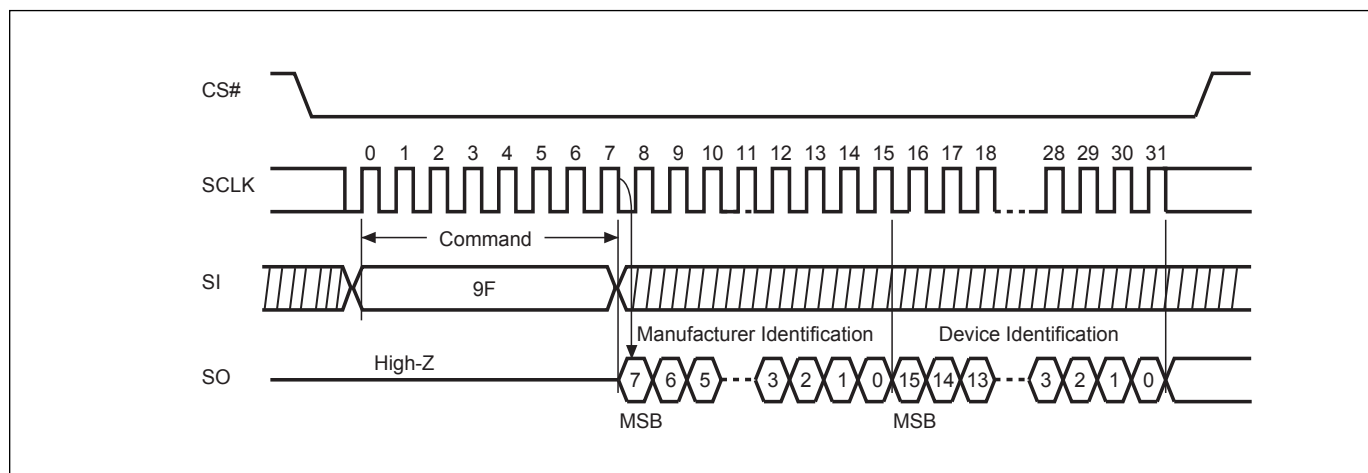 CS#
0 1 2 3 4 5 6 7 8 9 10 11 12 13 14 15 16 17 18 28 29 30 31
SCLK
Command
SI
9F
Manufacturer Identification Device Identification
High-Z
SO
7 6 5 3 2 1 0 15 14 13 3 2 1 0
MSB MSB